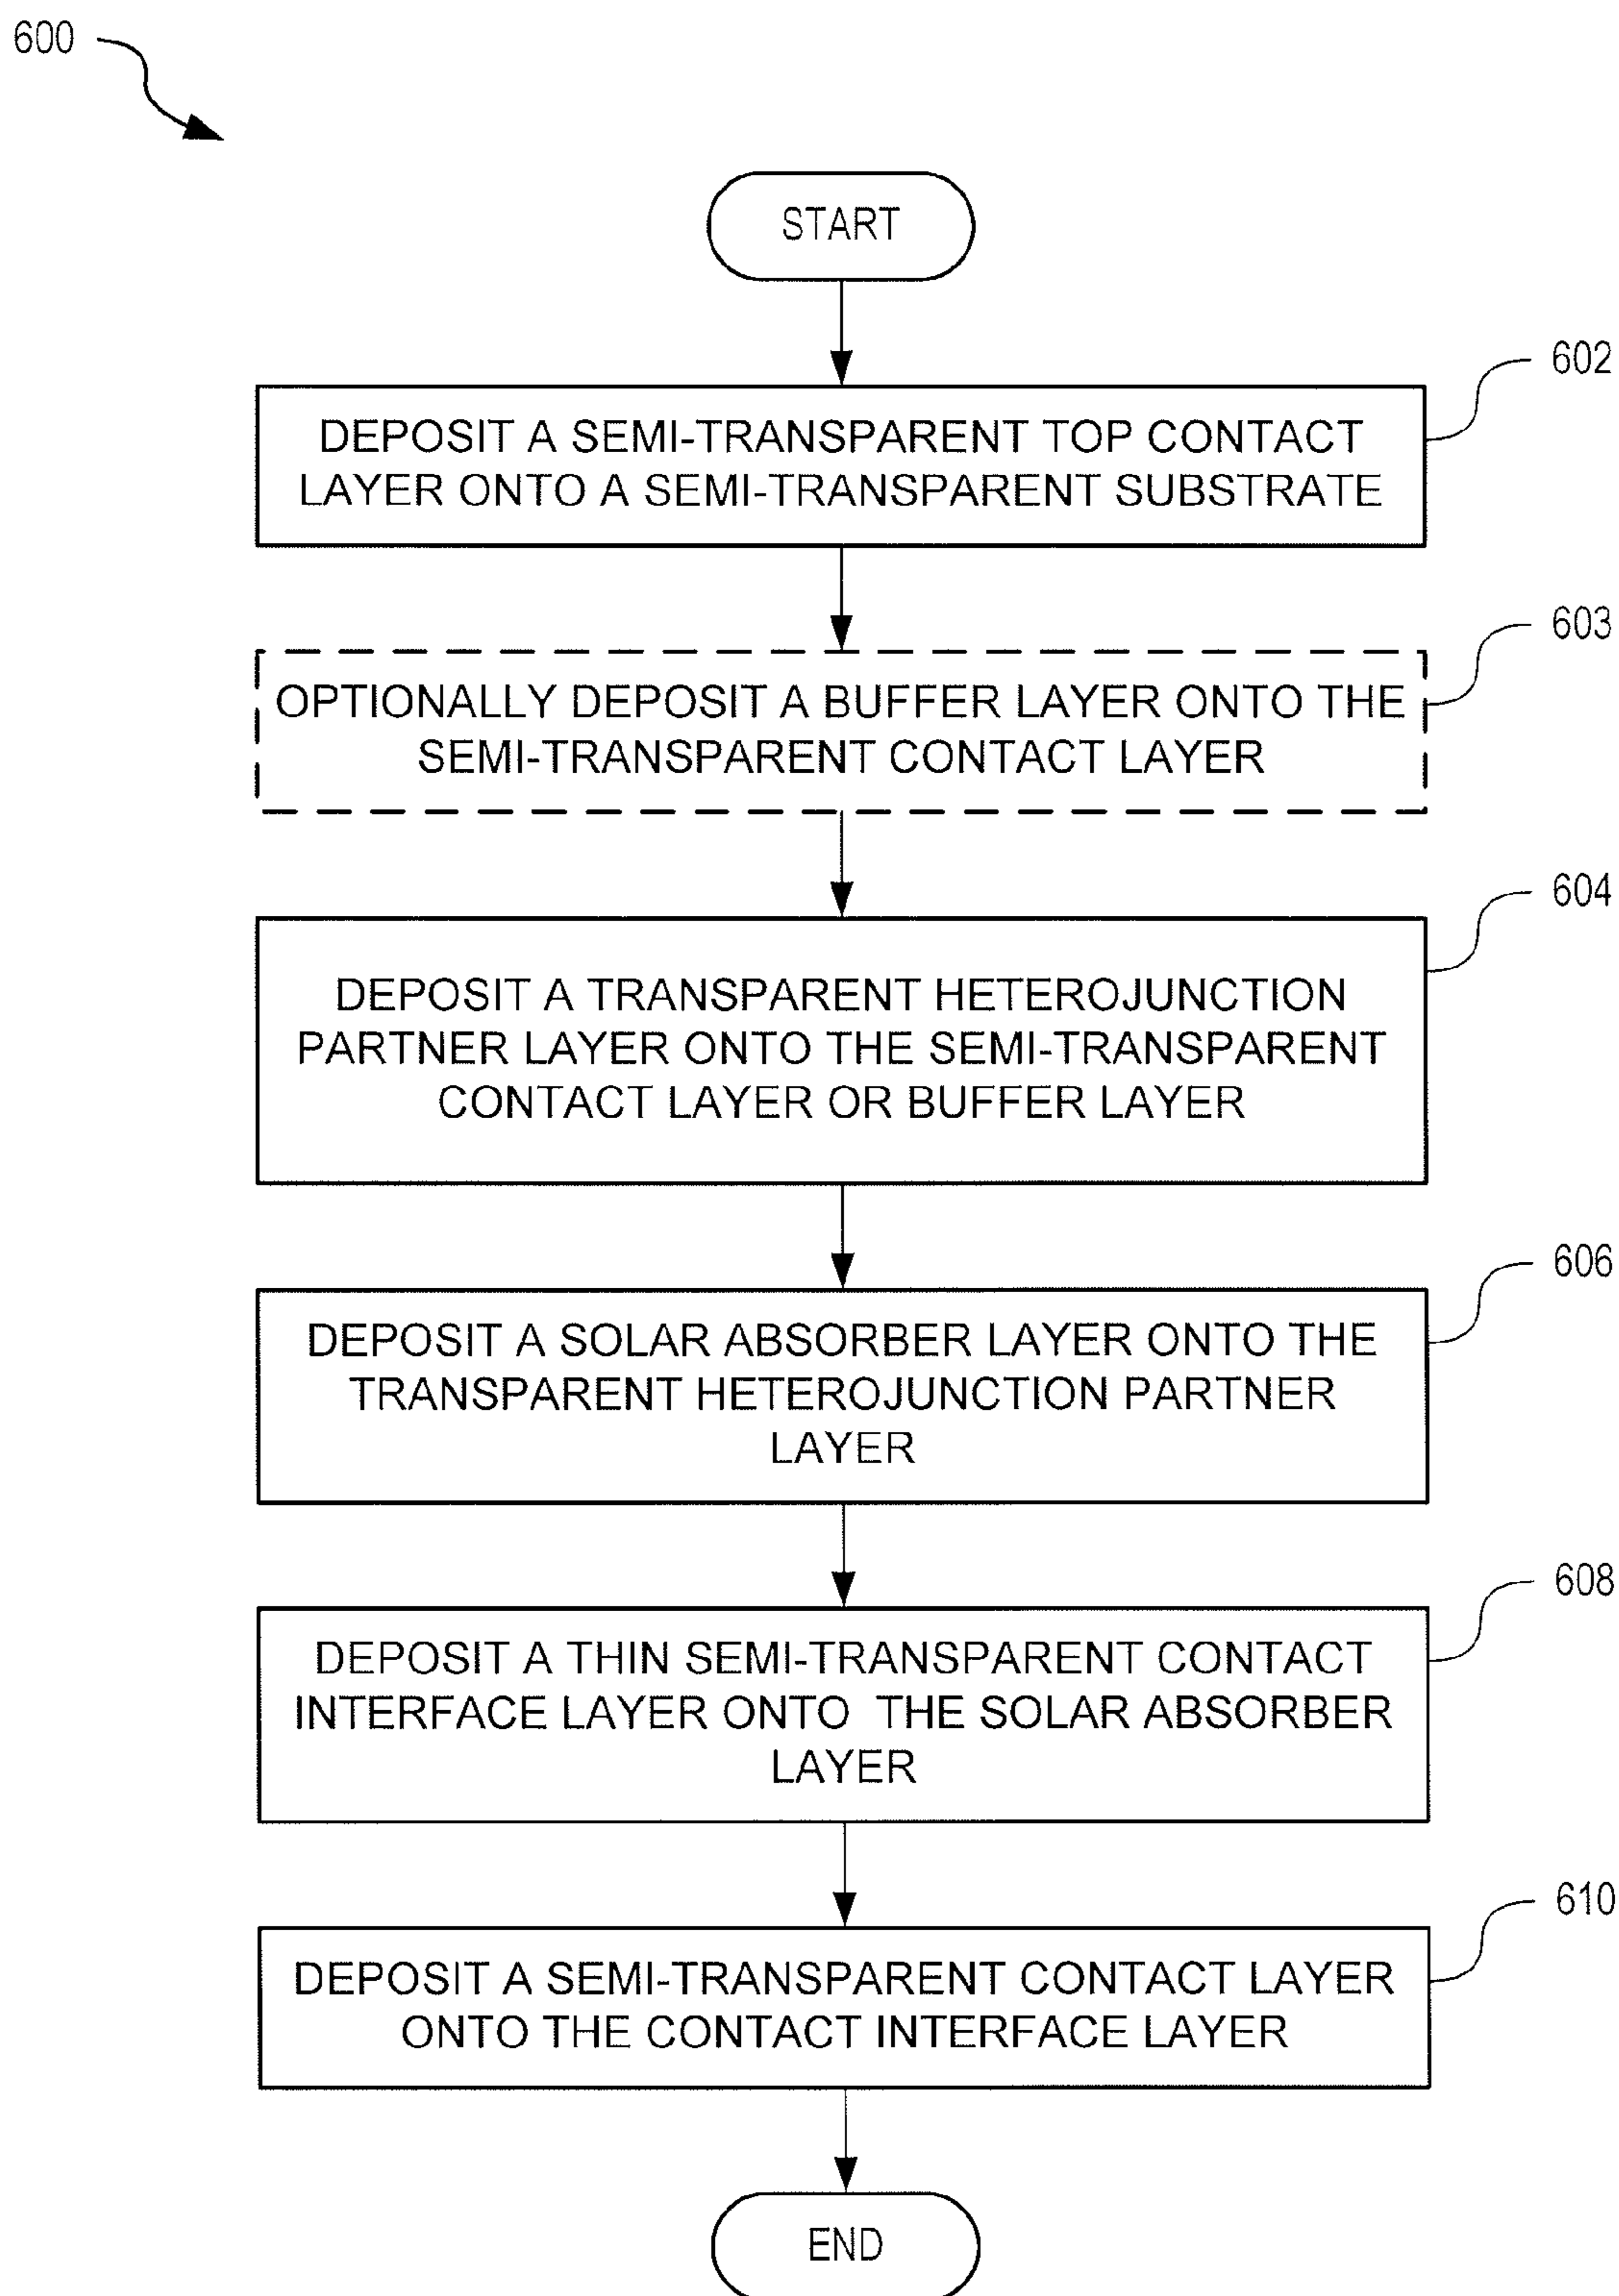 600
START
602
DEPOSIT A SEMI-TRANSPARENT TOP CONTACT
LAYER ONTO A SEMI-TRANSPARENT SUBSTRATE
603
OPTIONALLY DEPOSIT A BUFFER LAYER ONTO THE
SEMI-TRANSPARENT CONTACT LAYER
604
DEPOSIT A TRANSPARENT HETEROJUNCTION
PARTNER LAYER ONTO THE SEMI-TRANSPARENT
CONTACT LAYER OR BUFFER LAYER
606
DEPOSIT A SOLAR ABSORBER LAYER ONTO THE
TRANSPARENT HETEROJUNCTION PARTNER
LAYER
608
DEPOSIT A THIN SEMI-TRANSPARENT CONTACT
INTERFACE LAYER ONTO THE SOLAR ABSORBER
LAYER
610
DEPOSIT A SEMI-TRANSPARENT CONTACT LAYER
ONTO THE CONTACT INTERFACE LAYER
END